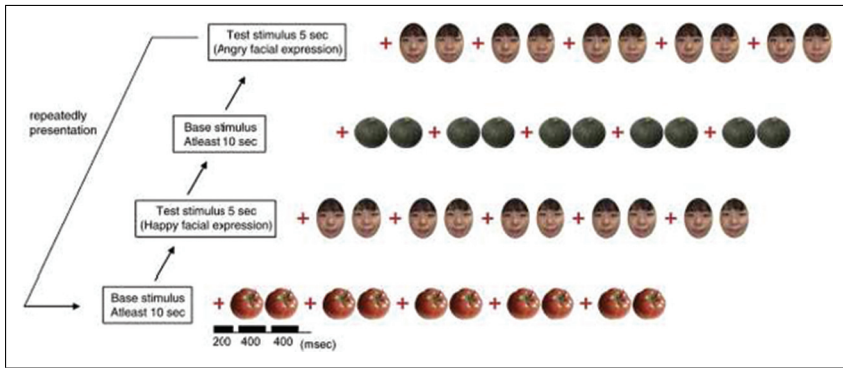 Test stimulus 5 sec
(Angry facial expression)
repeatedly
presentation
Base stimulus
Atleast 10 sec
Test stimulus 5 sec
(Happy facial expression)
Base stimulus
Atleast 10 sec
200 400 400 (msec)